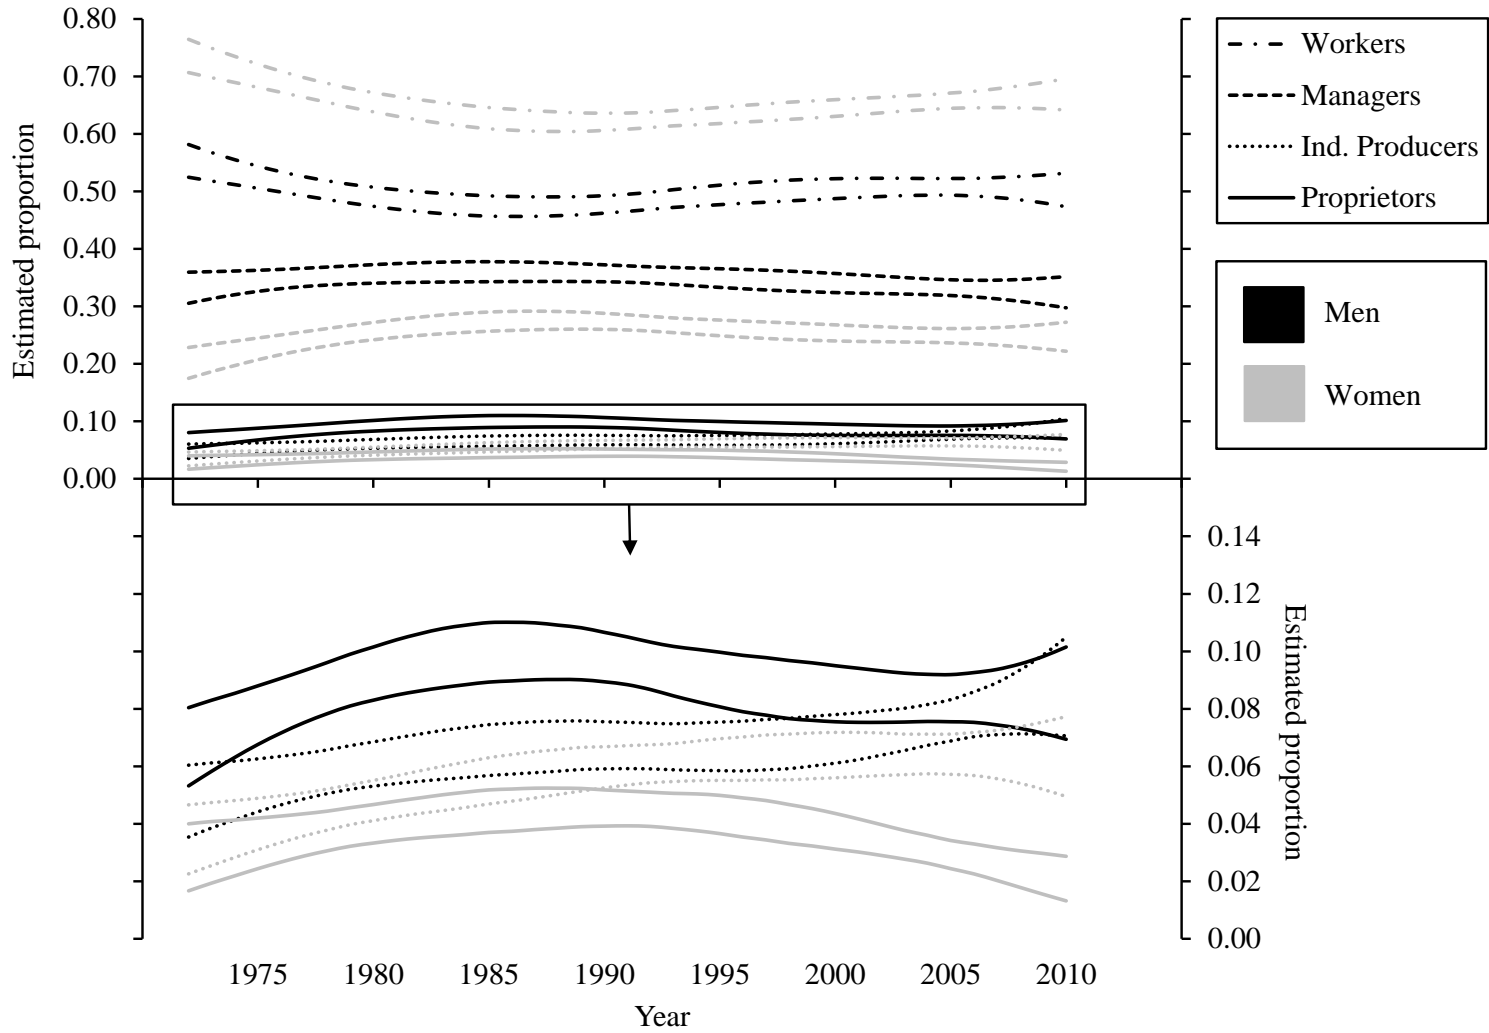 0.80
0.70
0.60
0.50
0.40
0.30
0.20
0.10
0.00
Estimated proportion
Workers
Managers
Ind. Producers
Proprietors
Men
Women
0.14
0.12
0.10
0.08
0.06
0.04
0.02
0.00
Estimated proportion
1975 1980 1985 1990 1995 2000 2005 2010
Year